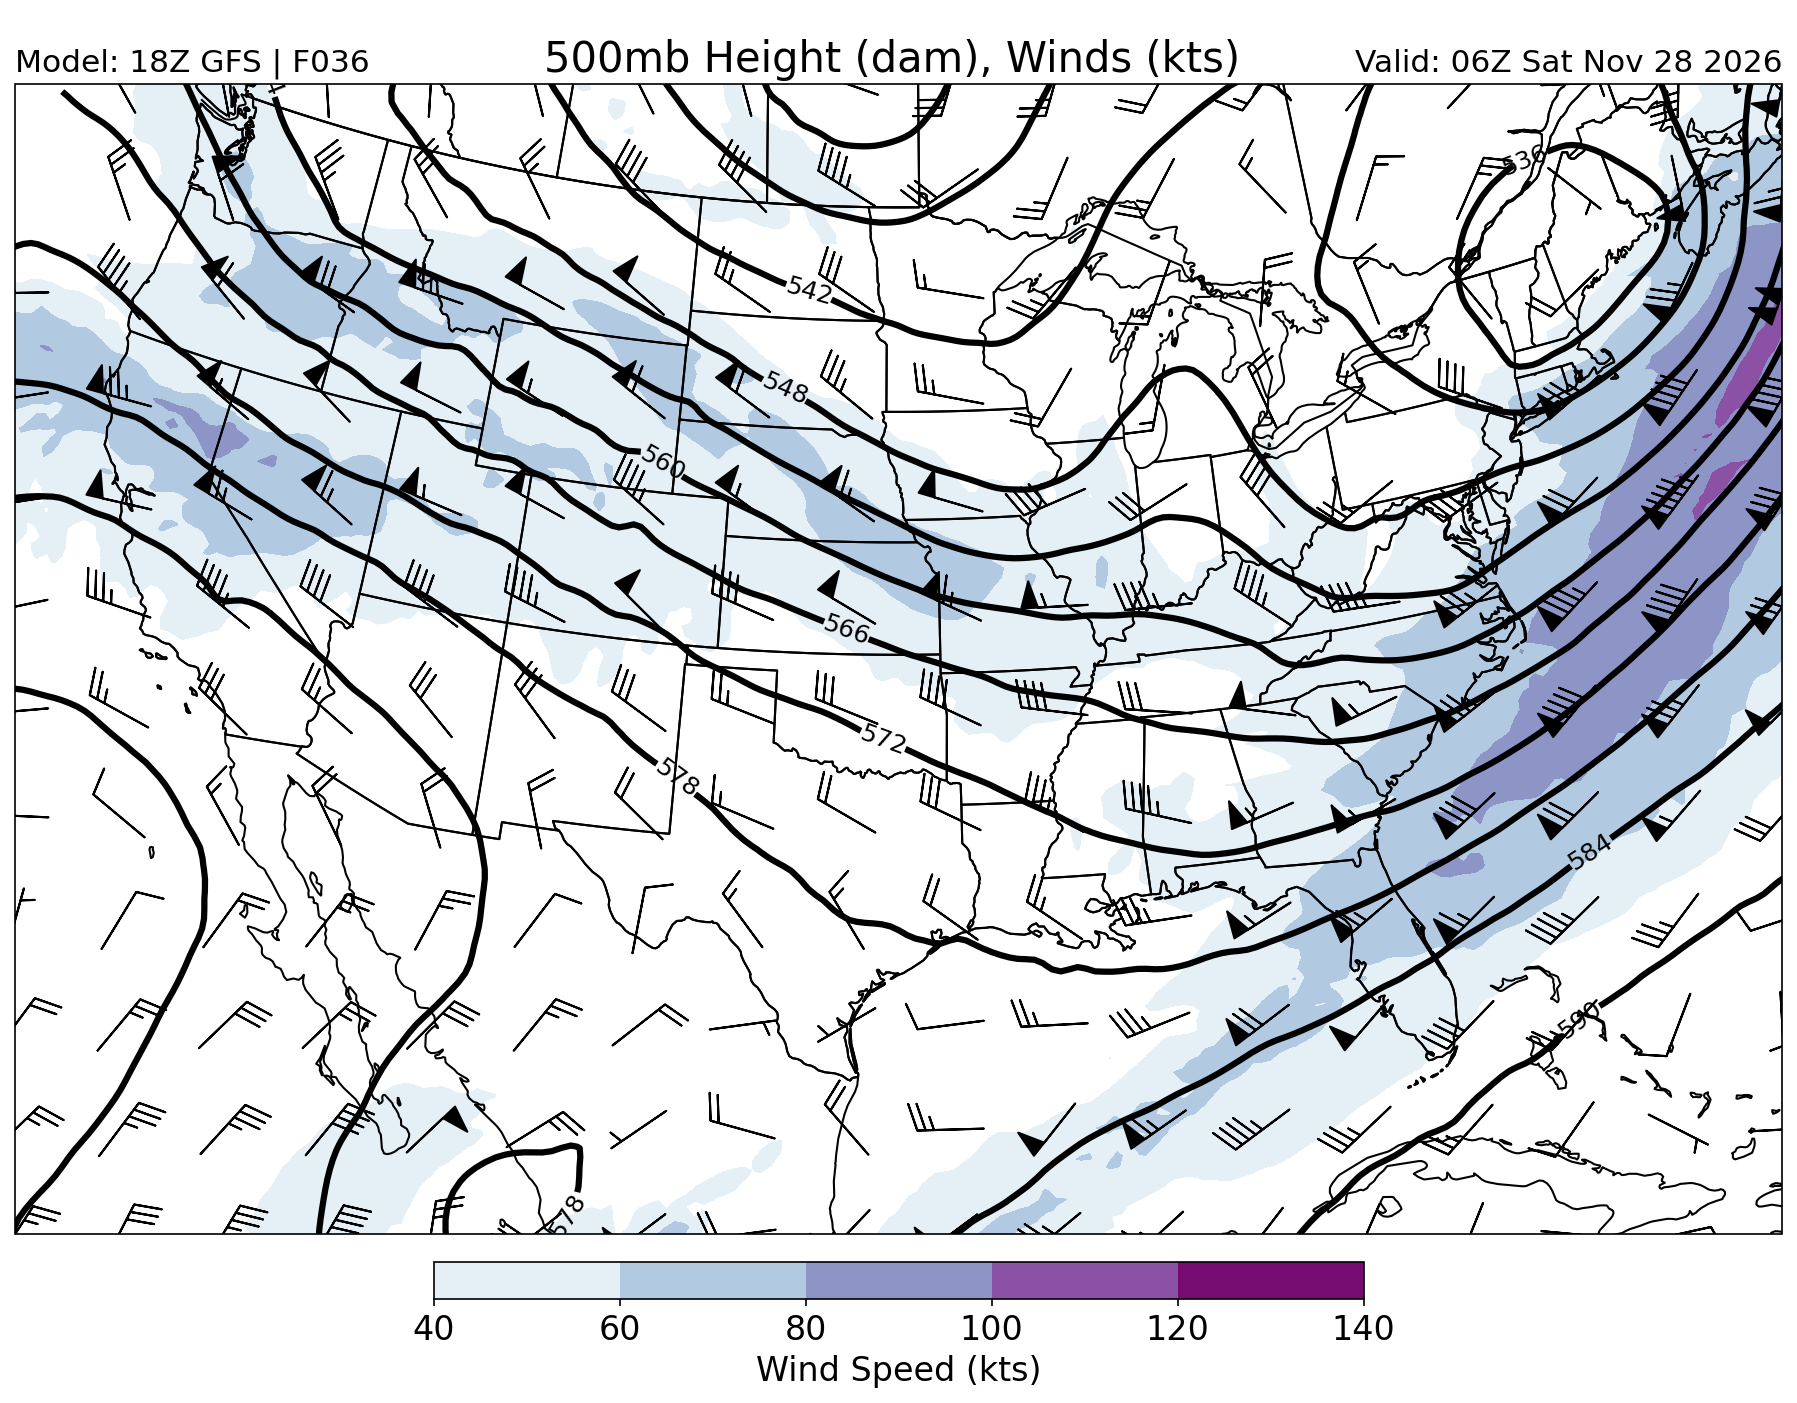 Model: 18Z GFS | F036
500mb Height (dam), Winds (kts)
Valid: 06Z Sat Nov 28 2026
536
542
548
560
566
572
578
584
590
578
40 60 80 100 120 140
Wind Speed (kts)